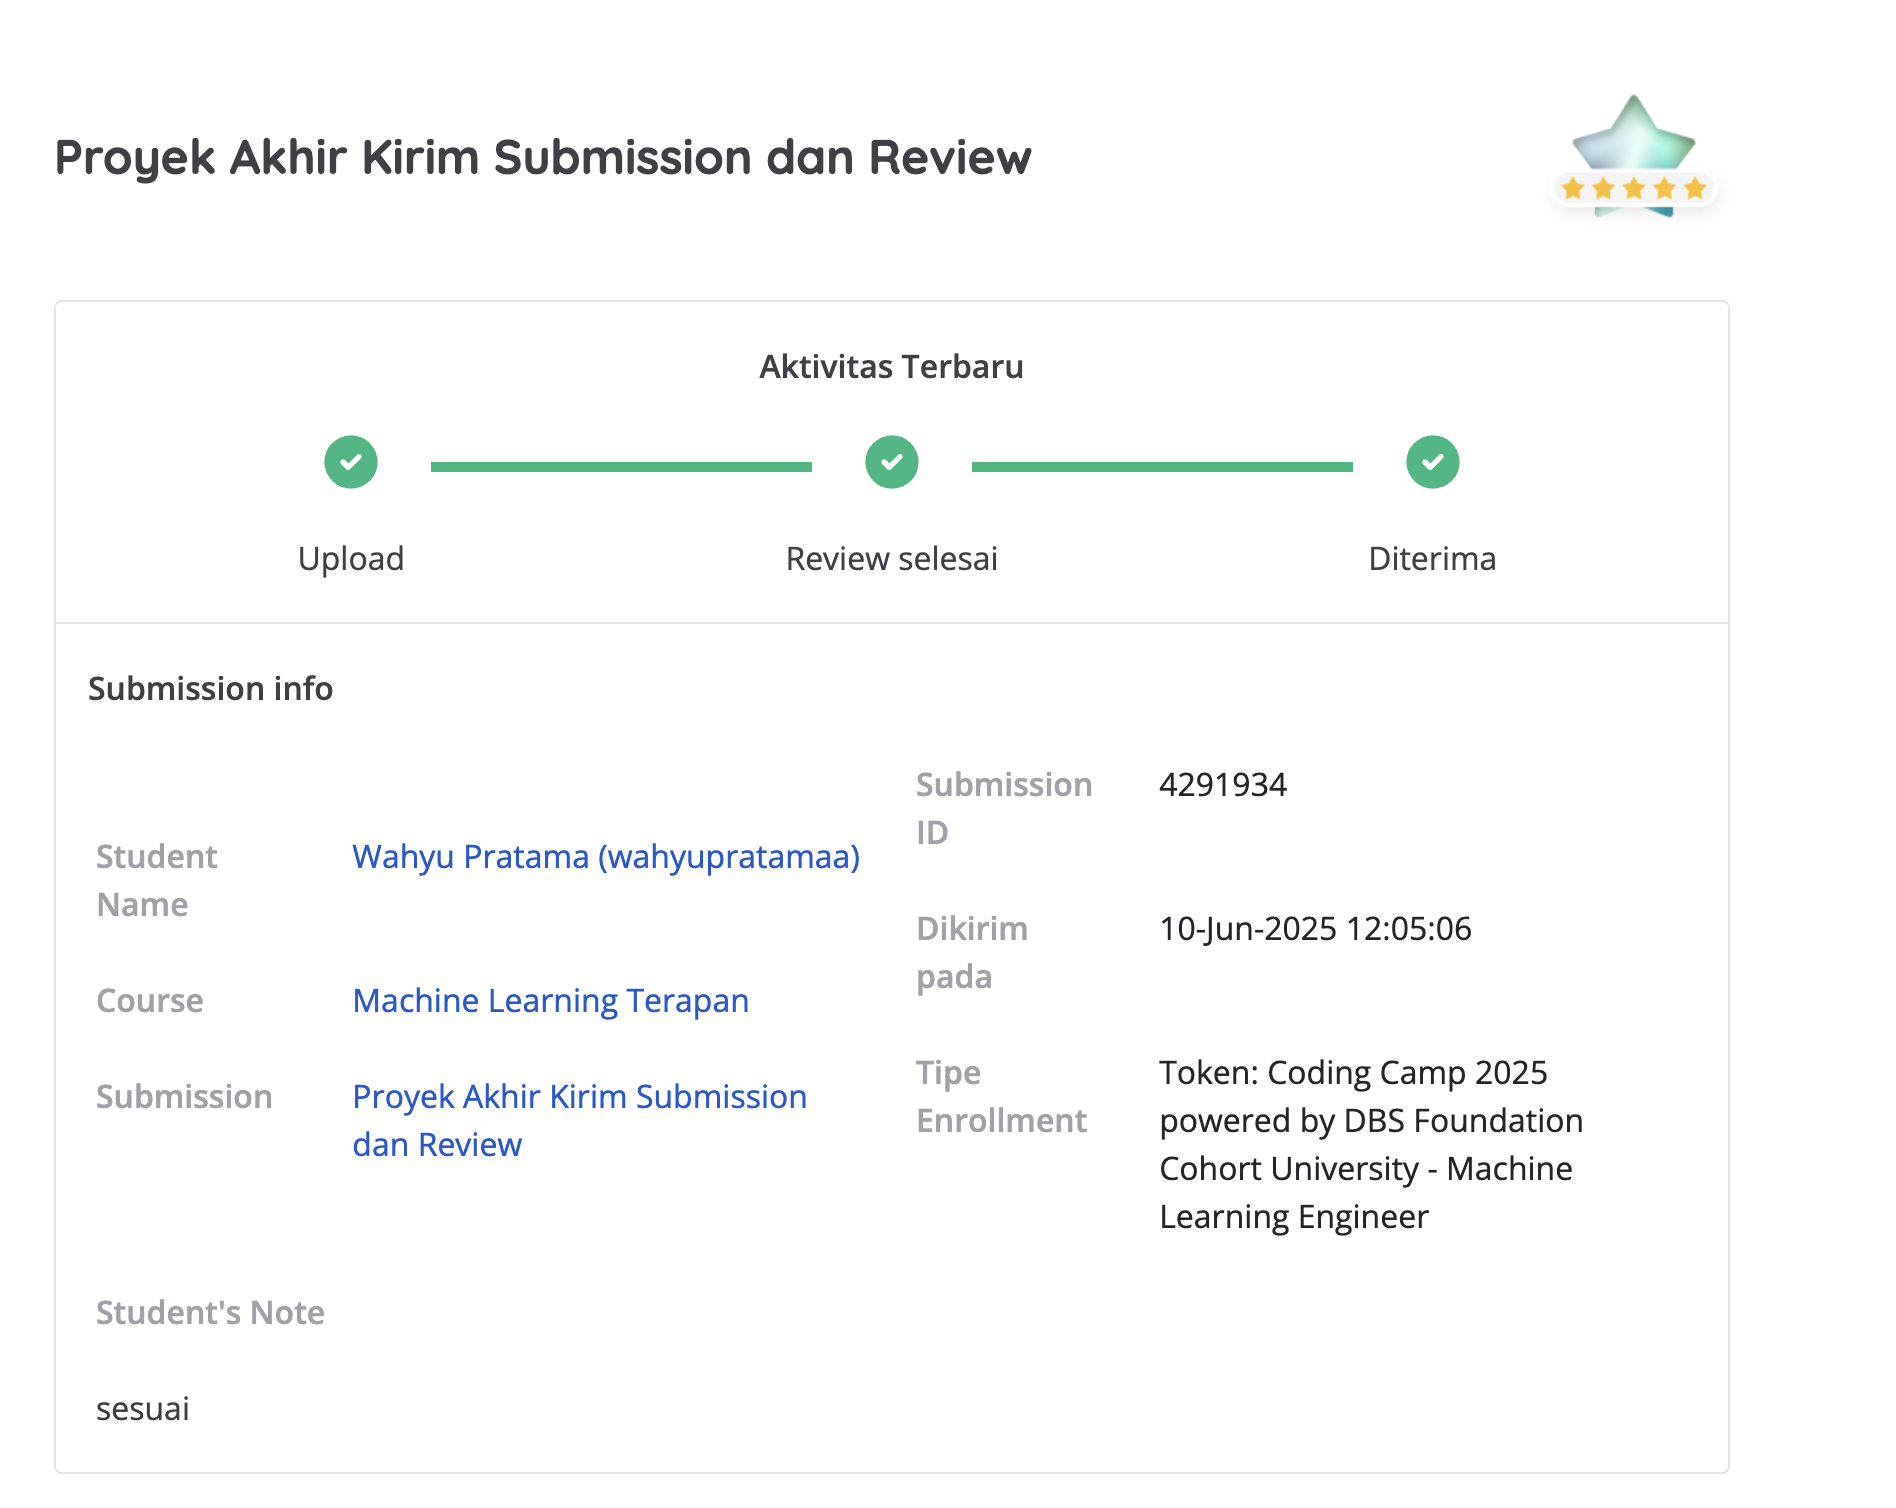 Proyek Akhir Kirim Submission dan Review
Aktivitas Terbaru
Upload
Review selesai
Diterima
Submission info
Student
Name
Wahyu Pratama (wahyupratamaa)
Course
Machine Learning Terapan
Submission
Proyek Akhir Kirim Submission
dan Review
Submission
ID
4291934
Dikirim
pada
10-Jun-2025 12:05:06
Tipe
Enrollment
Token: Coding Camp 2025
powered by DBS Foundation
Cohort University - Machine
Learning Engineer
Student's Note
sesuai